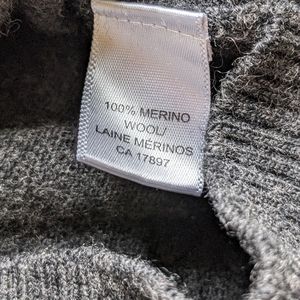 100% MERINO
WOOL/
LAINE MÉRINOS
CA 17897